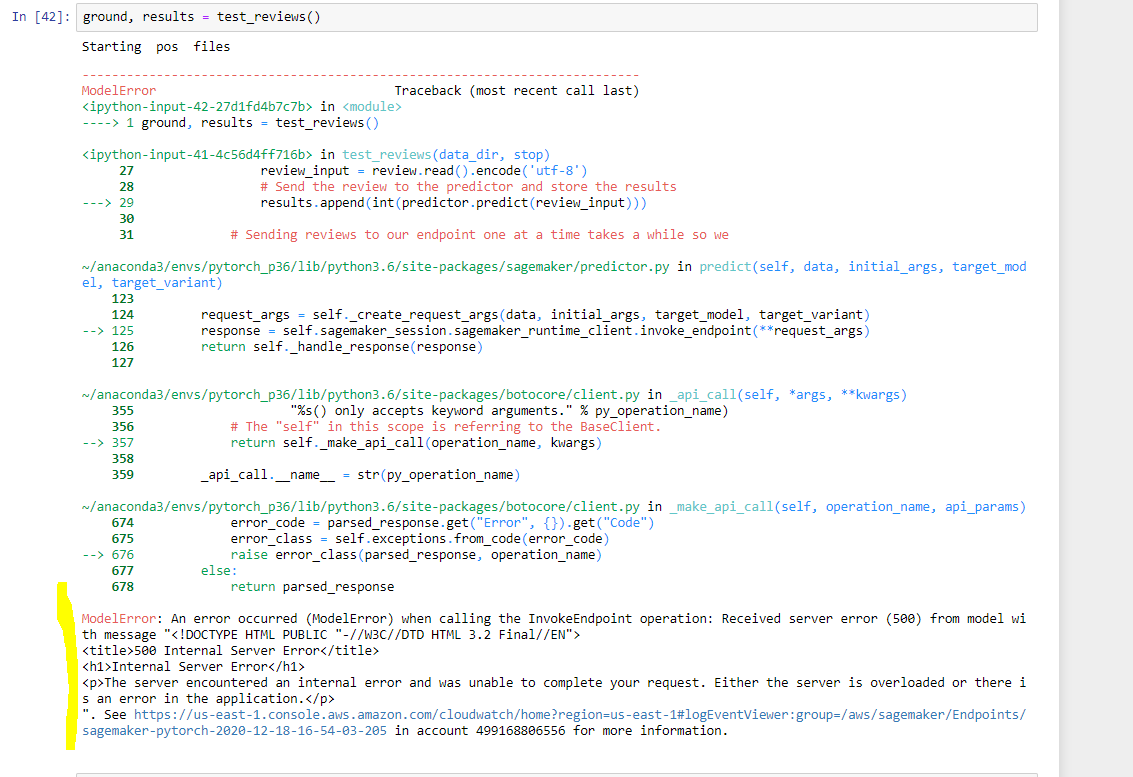 In [42]: ground, results = test_reviews()
Starting  pos  files
---------------------------------------------------------------------------
ModelError                                Traceback (most recent call last)
<ipython-input-42-27d1fd4b7c7b> in <module>
----> 1 ground, results = test_reviews()
<ipython-input-41-4c56d4ff716b> in test_reviews(data_dir, stop)
     27                 review_input = review.read().encode('utf-8')
     28                 # Send the review to the predictor and store the results
---> 29                 results.append(int(predictor.predict(review_input)))
     30
     31             # Sending reviews to our endpoint one at a time takes a while so we
~/anaconda3/envs/pytorch_p36/lib/python3.6/site-packages/sagemaker/predictor.py in predict(self, data, initial_args, target_mod
el, target_variant)
    123
    124         request_args = self._create_request_args(data, initial_args, target_model, target_variant)
--> 125         response = self.sagemaker_session.sagemaker_runtime_client.invoke_endpoint(**request_args)
    126         return self._handle_response(response)
    127
~/anaconda3/envs/pytorch_p36/lib/python3.6/site-packages/botocore/client.py in _api_call(self, *args, **kwargs)
    355                     "%s() only accepts keyword arguments." % py_operation_name)
    356             # The "self" in this scope is referring to the BaseClient.
--> 357             return self._make_api_call(operation_name, kwargs)
    358
    359         _api_call.__name__ = str(py_operation_name)
~/anaconda3/envs/pytorch_p36/lib/python3.6/site-packages/botocore/client.py in _make_api_call(self, operation_name, api_params)
    674             error_code = parsed_response.get("Error", {}).get("Code")
    675             error_class = self.exceptions.from_code(error_code)
--> 676             raise error_class(parsed_response, operation_name)
    677         else:
    678             return parsed_response
ModelError: An error occurred (ModelError) when calling the InvokeEndpoint operation: Received server error (500) from model wi
th message "<!DOCTYPE HTML PUBLIC "-//W3C//DTD HTML 3.2 Final//EN">
<title>500 Internal Server Error</title>
<h1>Internal Server Error</h1>
<p>The server encountered an internal error and was unable to complete your request. Either the server is overloaded or there i
s an error in the application.</p>
". See https://us-east-1.console.aws.amazon.com/cloudwatch/home?region=us-east-1#logEventViewer:group=/aws/sagemaker/Endpoints/
sagemaker-pytorch-2020-12-18-16-54-03-205 in account 499168806556 for more information.